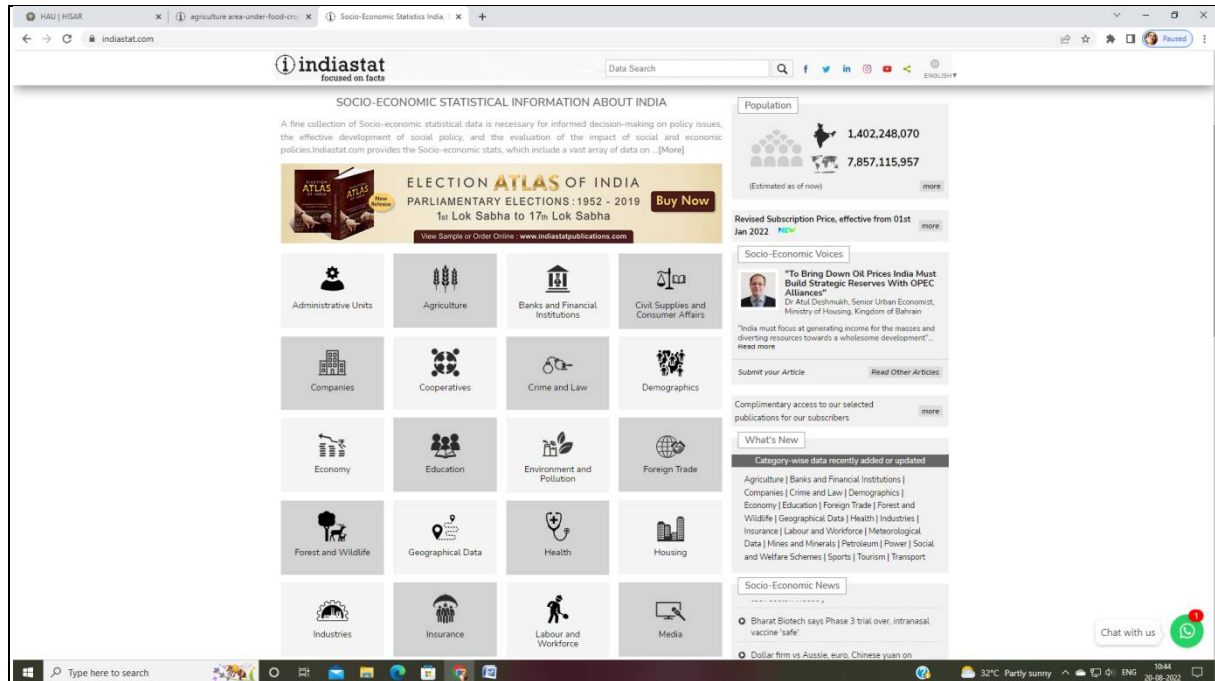 HAU | HISAR
agriculture area-under-food-crop
Socio-Economic Statistics India, S
indiastat.com
Paused
indiastat
focused on facts
Data Search
ENGLISH
SOCIO-ECONOMIC STATISTICAL INFORMATION ABOUT INDIA
A fine collection of Socio-economic statistical data is necessary for informed decision-making on policy issues,
the effective development of social policy, and the evaluation of the impact of social and economic
policies.Indiastat.com provides the Socio-economic stats, which include a vast array of data on ...[More]
ATLAS
New
Release
ELECTION ATLAS OF INDIA
PARLIAMENTARY ELECTIONS : 1952 - 2019
1st Lok Sabha to 17th Lok Sabha
Buy Now
View Sample or Order Online : www.indiastatpublications.com
Administrative Units
Agriculture
Banks and Financial
Institutions
Civil Supplies and
Consumer Affairs
Companies
Cooperatives
Crime and Law
Demographics
Economy
Education
Environment and
Pollution
Foreign Trade
Forest and Wildlife
Geographical Data
Health
Housing
Industries
Insurance
Labour and
Workforce
Media
Population
1,402,248,070
7,857,115,957
(Estimated as of now)
more
Revised Subscription Price, effective from 01st
Jan 2022 NEW
more
Socio-Economic Voices
"To Bring Down Oil Prices India Must
Build Strategic Reserves With OPEC
Alliances"
Dr Atul Deshmukh, Senior Urban Economist,
Ministry of Housing, Kingdom of Bahrain
"India must focus at generating income for the masses and
diverting resources towards a wholesome development"...
Read more
Submit your Article
Read Other Articles
Complimentary access to our selected
publications for our subscribers
more
What's New
Category-wise data recently added or updated
Agriculture | Banks and Financial Institutions |
Companies | Crime and Law | Demographics |
Economy | Education | Foreign Trade | Forest and
Wildlife | Geographical Data | Health | Industries |
Insurance | Labour and Workforce | Meteorological
Data | Mines and Minerals | Petroleum | Power | Social
and Welfare Schemes | Sports | Tourism | Transport
Socio-Economic News
Bharat Biotech says Phase 3 trial over, intranasal
vaccine 'safe'
Dollar firm vs Aussie, euro, Chinese yuan on
Chat with us
1
Type here to search
32°C Partly sunny
ENG
10:44
20-08-2022